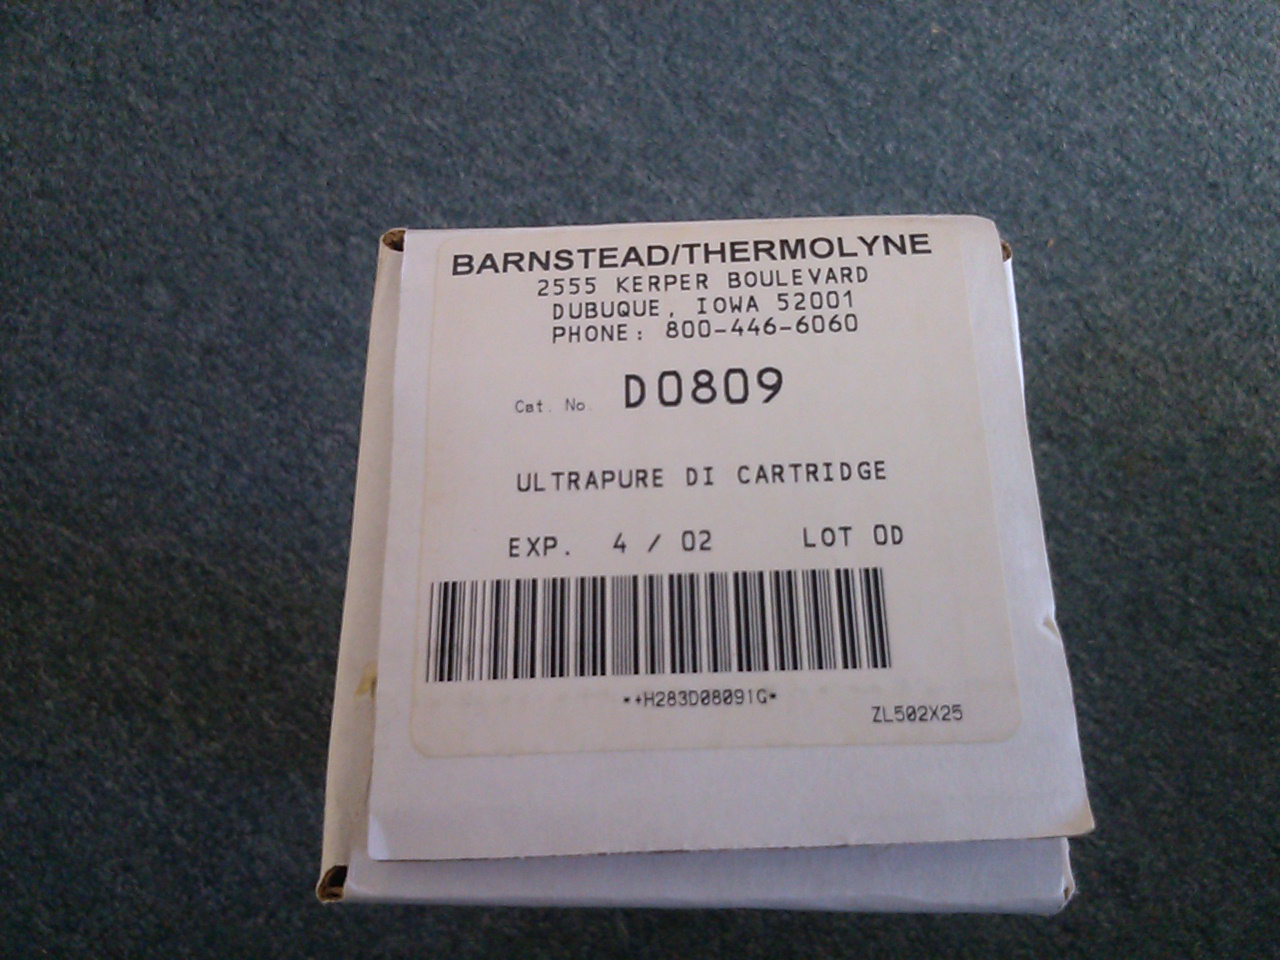 BARNSTEAD/THERMOLYNE
2555 KERPER BOULEVARD
DUBUQUE, IOWA 52001
PHONE: 800-446-6060
Cat. No. D0809
ULTRAPURE DI CARTRIDGE
EXP. 4 / 02 LOT 0D
*+H283D08091G*
ZL502X25